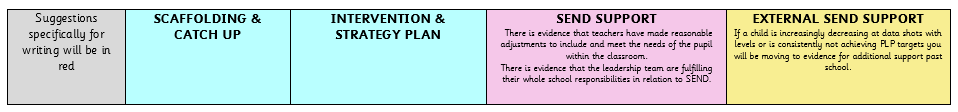 Suggestions
specifically for
writing will be in
red
SCAFFOLDING &
CATCH UP
INTERVENTION &
STRATEGY PLAN
SEND SUPPORT
There is evidence that teachers have made reasonable
adjustments to include and meet the needs of the pupil
within the classroom.
There is evidence that the leadership team are fulfilling
their whole school responsibilities in relation to SEND.
EXTERNAL SEND SUPPORT
If a child is increasingly decreasing at data shots with
levels or is consistently not achieving PLP targets you
will be moving to evidence for additional support past
school.